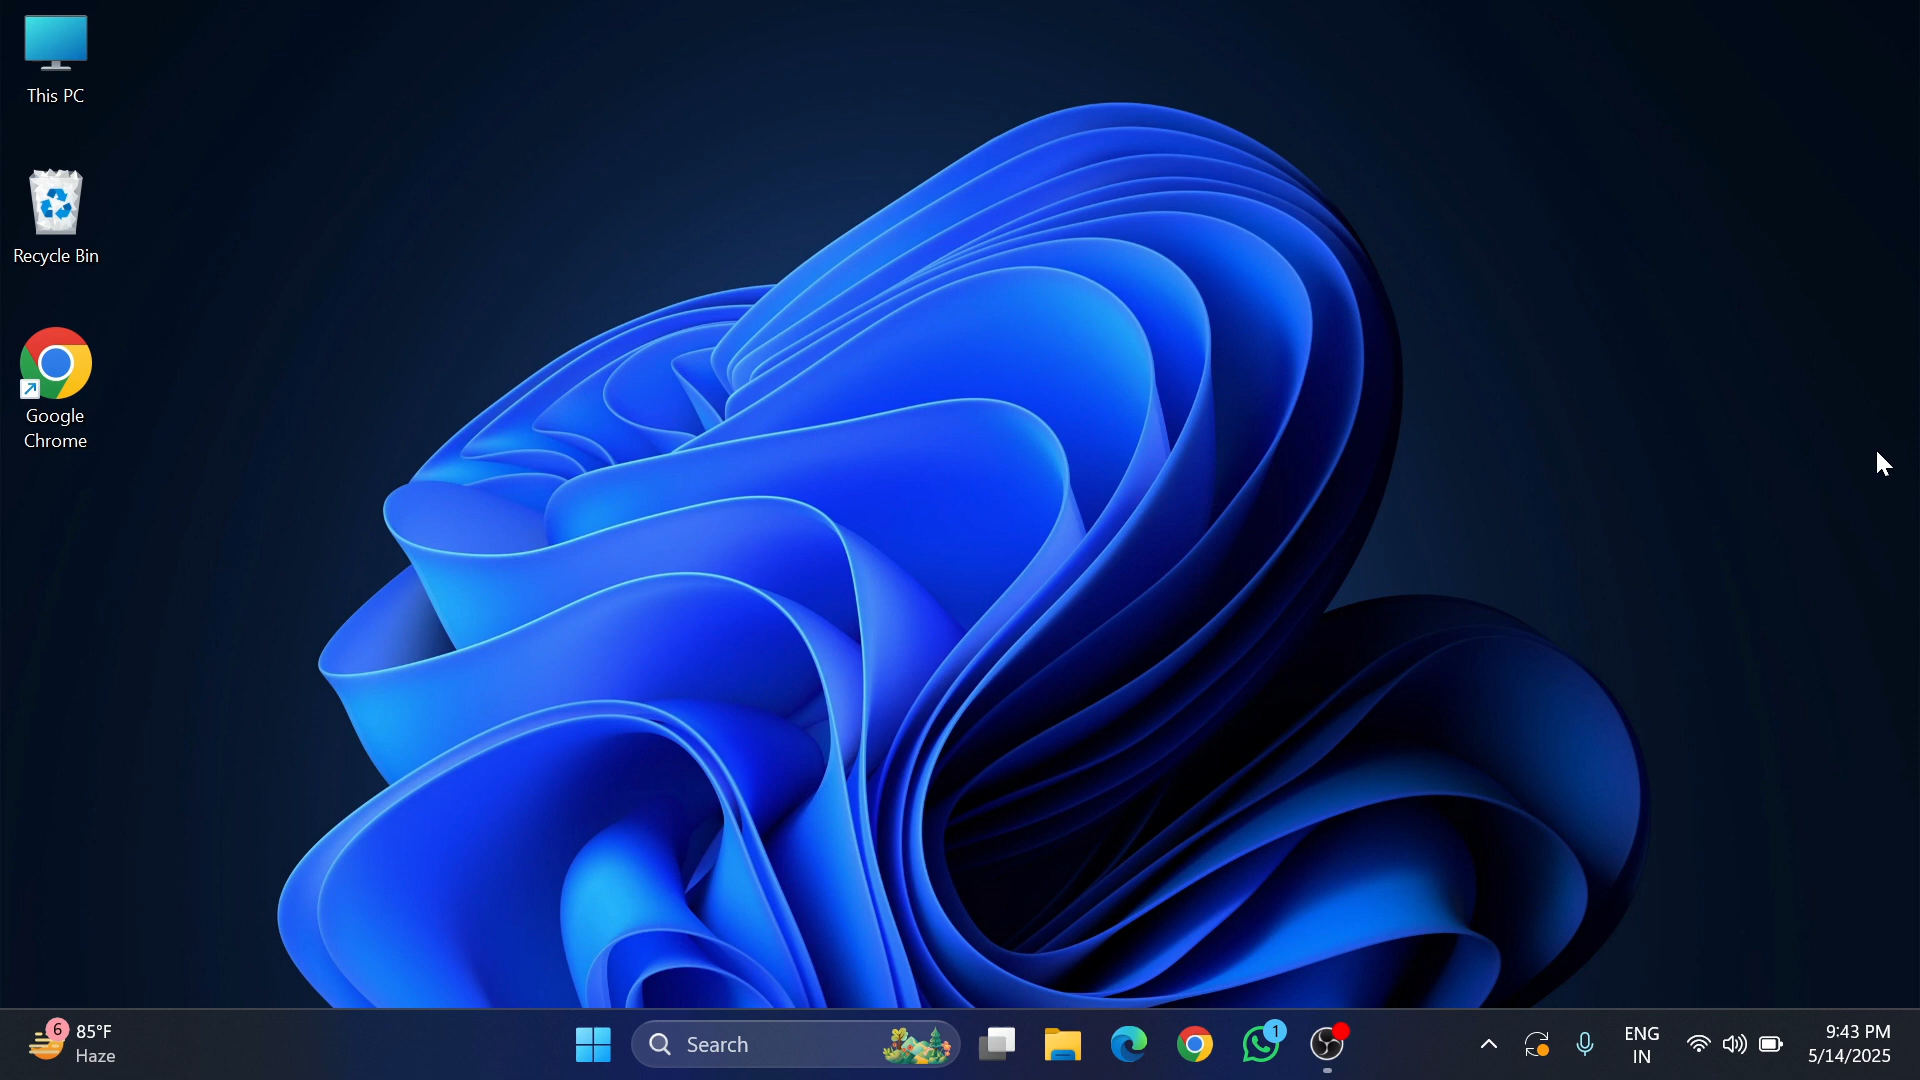 This PC
Recycle Bin
Google
Chrome
6
85°F
Haze
Search
1
ENG
IN
9:43 PM
5/14/2025